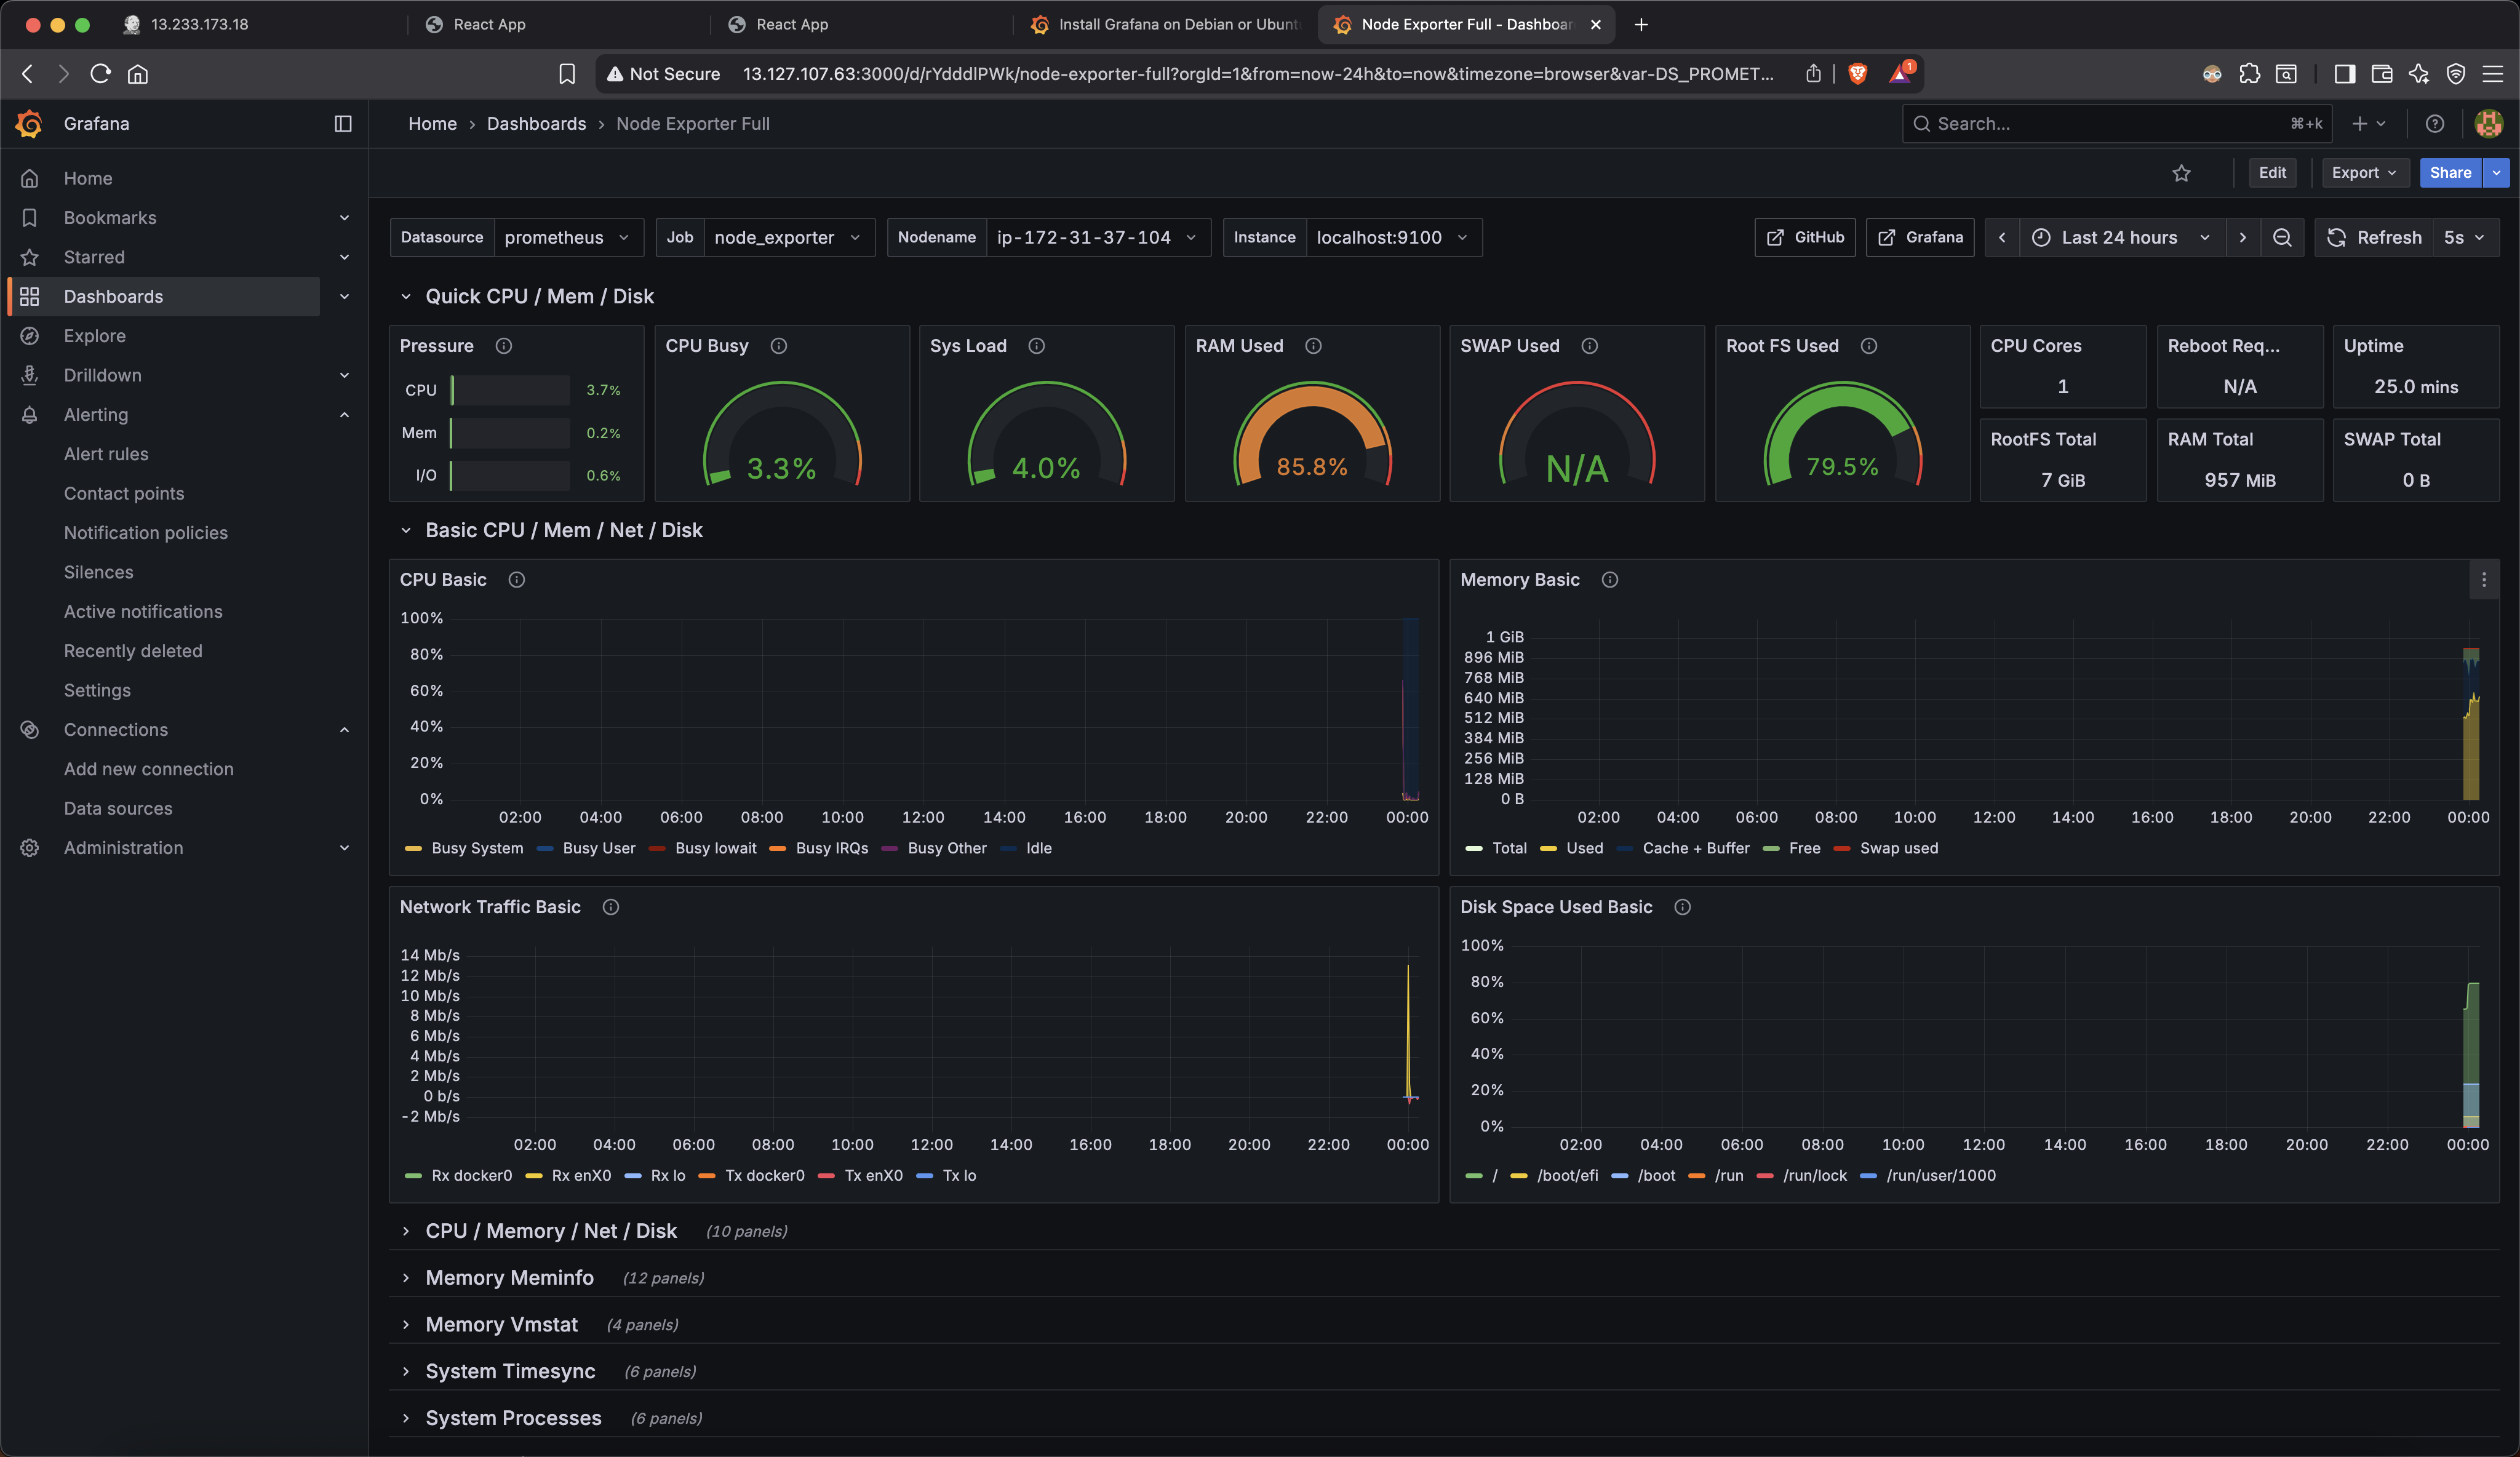 13.233.173.18
React App
React App
Install Grafana on Debian or Ubunt
Node Exporter Full - Dashboar
Not Secure 13.127.107.63:3000/d/rYdddlPWk/node-exporter-full?orgId=1&from=now-24h&to=now&timezone=browser&var-DS_PROMET...
1
Grafana
Home › Dashboards › Node Exporter Full
Search... ⌘+k
Edit Export Share
Home
Bookmarks
Starred
Dashboards
Explore
Drilldown
Alerting
Alert rules
Contact points
Notification policies
Silences
Active notifications
Recently deleted
Settings
Connections
Add new connection
Data sources
Administration
Datasource prometheus Job node_exporter Nodename ip-172-31-37-104 Instance localhost:9100
GitHub Grafana Last 24 hours Refresh 5s
Quick CPU / Mem / Disk
Pressure
CPU 3.7%
Mem 0.2%
I/O 0.6%
CPU Busy
3.3%
Sys Load
4.0%
RAM Used
85.8%
SWAP Used
N/A
Root FS Used
79.5%
CPU Cores
1
Reboot Req...
N/A
Uptime
25.0 mins
RootFS Total
7 GiB
RAM Total
957 MiB
SWAP Total
0 B
Basic CPU / Mem / Net / Disk
CPU Basic
100%
80%
60%
40%
20%
0%
02:00 04:00 06:00 08:00 10:00 12:00 14:00 16:00 18:00 20:00 22:00 00:00
Busy System Busy User Busy Iowait Busy IRQs Busy Other Idle
Memory Basic
1 GiB
896 MiB
768 MiB
640 MiB
512 MiB
384 MiB
256 MiB
128 MiB
0 B
02:00 04:00 06:00 08:00 10:00 12:00 14:00 16:00 18:00 20:00 22:00 00:00
Total Used Cache + Buffer Free Swap used
Network Traffic Basic
14 Mb/s
12 Mb/s
10 Mb/s
8 Mb/s
6 Mb/s
4 Mb/s
2 Mb/s
0 b/s
-2 Mb/s
02:00 04:00 06:00 08:00 10:00 12:00 14:00 16:00 18:00 20:00 22:00 00:00
Rx docker0 Rx enX0 Rx lo Tx docker0 Tx enX0 Tx lo
Disk Space Used Basic
100%
80%
60%
40%
20%
0%
02:00 04:00 06:00 08:00 10:00 12:00 14:00 16:00 18:00 20:00 22:00 00:00
/ /boot/efi /boot /run /run/lock /run/user/1000
CPU / Memory / Net / Disk (10 panels)
Memory Meminfo (12 panels)
Memory Vmstat (4 panels)
System Timesync (6 panels)
System Processes (6 panels)